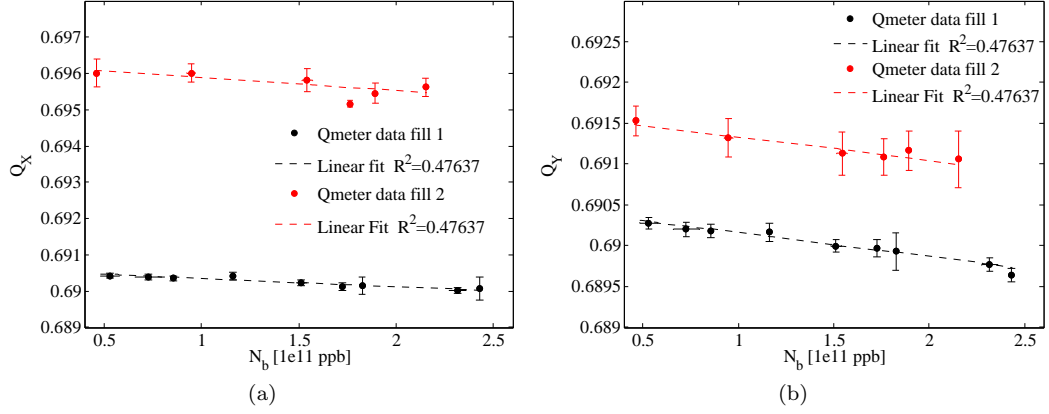 0.697
0.696
0.695
0.694
0.693
0.692
0.691
0.69
0.689
Q_X
Qmeter data fill 1
Linear fit R²=0.47637
Qmeter data fill 2
Linear Fit R²=0.47637
0.5 1 1.5 2 2.5
N_b [1e11 ppb]
(a)
0.6925
0.692
0.6915
0.691
0.6905
0.69
0.6895
0.689
Q_Y
Qmeter data fill 1
Linear fit R²=0.47637
Qmeter data fill 2
Linear Fit R²=0.47637
0.5 1 1.5 2 2.5
N_b [1e11 ppb]
(b)